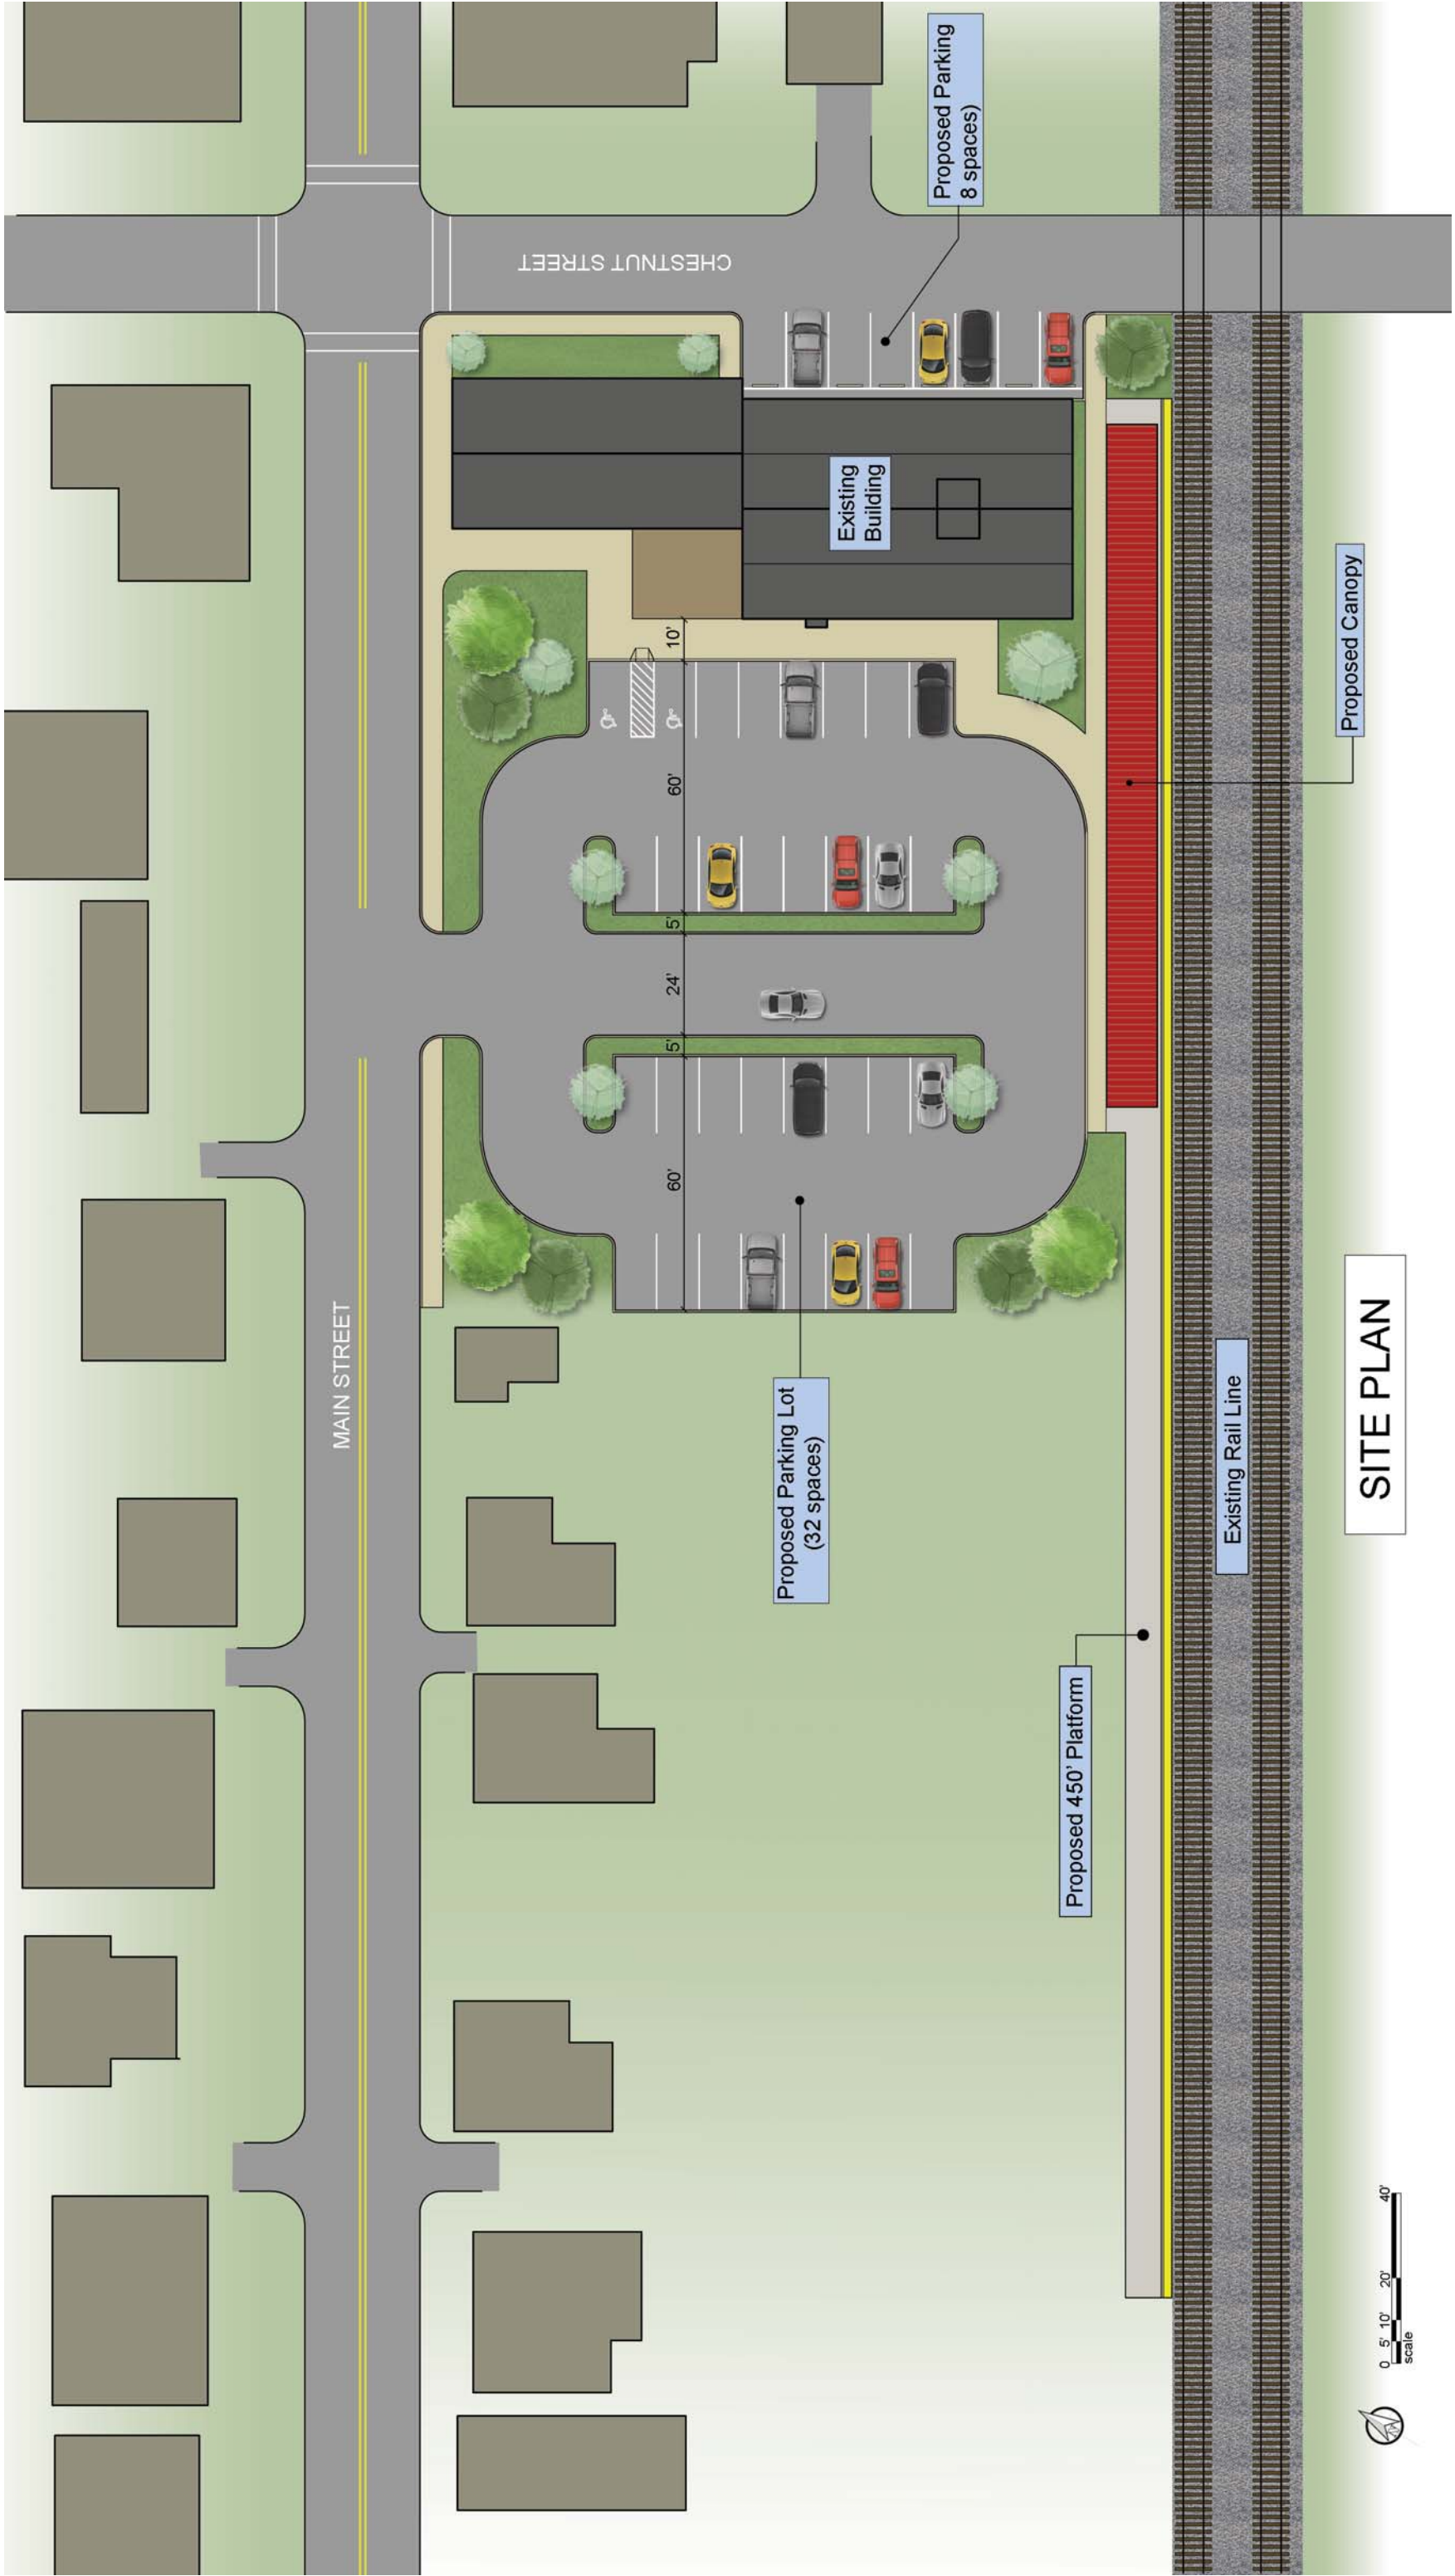 CHESTNUT STREET
Proposed Parking
8 spaces)
Existing
Building
Proposed Canopy
10'
60'
5'
24'
5'
60'
MAIN STREET
Proposed Parking Lot
(32 spaces)
Proposed 450' Platform
Existing Rail Line
SITE PLAN
0 5' 10' 20' 40'
scale